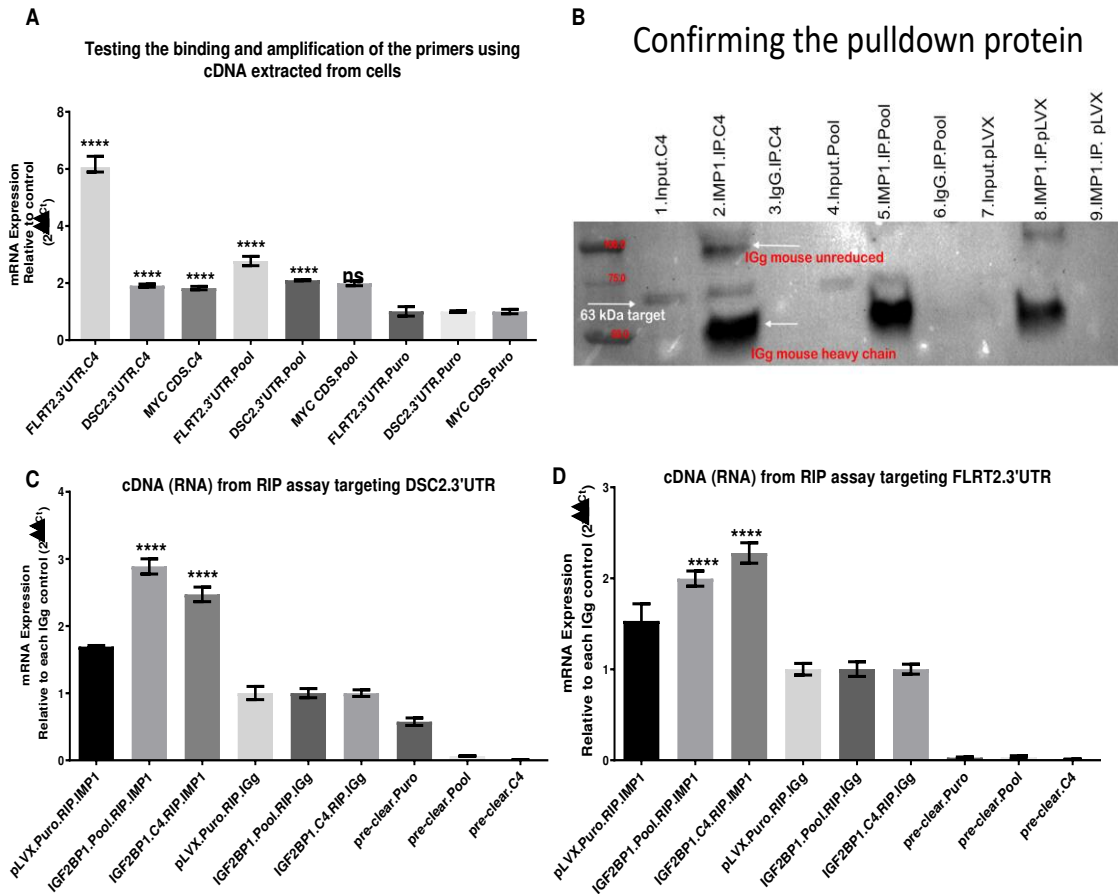 A
Testing the binding and amplification of the primers using
cDNA extracted from cells
mRNA Expression
Relative to control
(2^▲▲Ct)
8
6
4
2
0
****
****
****
****
****
ns
FLRT2.3'UTR.C4
DSC2.3'UTR.C4
MYC CDS.C4
FLRT2.3'UTR.Pool
DSC2.3'UTR.Pool
MYC CDS.Pool
FLRT2.3'UTR.Puro
DSC2.3'UTR.Puro
MYC CDS.Puro
B
Confirming the pulldown protein
1.Input.C4
2.IMP1.IP.C4
3.IgG.IP.C4
4.Input.Pool
5.IMP1.IP.Pool
6.IgG.IP.Pool
7.Input.pLVX
8.IMP1.IP.pLVX
9.IMP1.IP. pLVX
IGg mouse unreduced
75.0
63 kDa target
IGg mouse heavy chain
C
cDNA (RNA) from RIP assay targeting DSC2.3'UTR
mRNA Expression
Relative to each IGg control (2^▲▲Ct)
4
3
2
1
0
****
****
pLVX.Puro.RIP.IMP1
IGF2BP1.Pool.RIP.IMP1
IGF2BP1.C4.RIP.IMP1
pLVX.Puro.RIP.IGg
IGF2BP1.Pool.RIP.IGg
IGF2BP1.C4.RIP.IGg
pre-clear.Puro
pre-clear.Pool
pre-clear.C4
D
cDNA (RNA) from RIP assay targeting FLRT2.3'UTR
mRNA Expression
Relative to each IGg control (2^▲▲Ct)
3
2
1
0
****
****
pLVX.Puro.RIP.IMP1
IGF2BP1.Pool.RIP.IMP1
IGF2BP1.C4.RIP.IMP1
pLVX.Puro.RIP.IGg
IGF2BP1.Pool.RIP.IGg
IGF2BP1.C4.RIP.IGg
pre-clear.Puro
pre-clear.Pool
pre-clear.C4